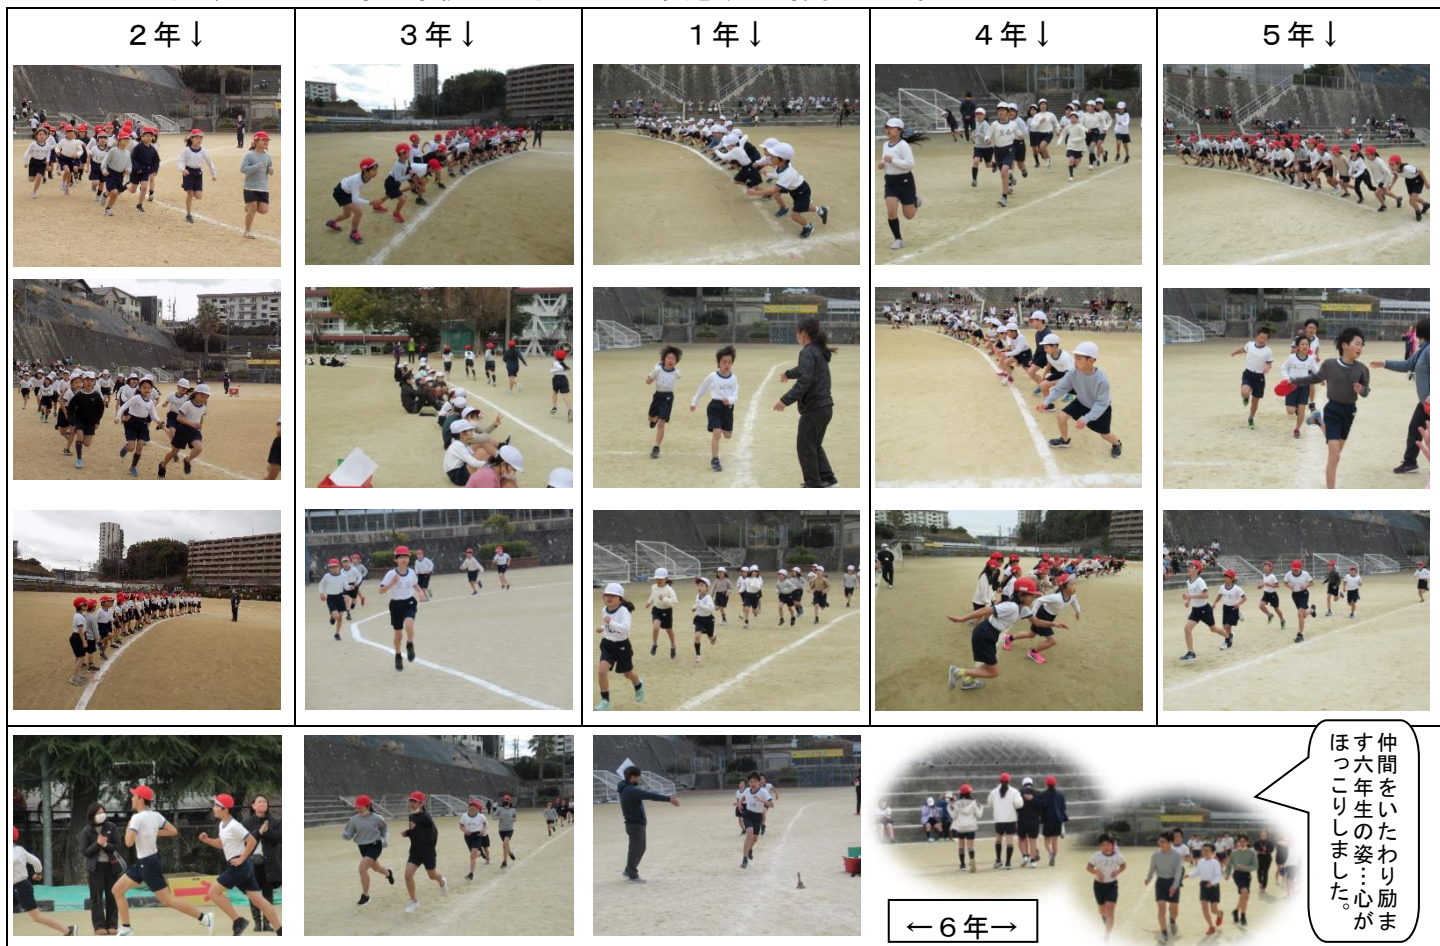 2年↓
3年↓
1年↓
4年↓
5年↓
仲間をいたわり励ま
す六年生の姿…心が
ほっこりしました。
←6年→